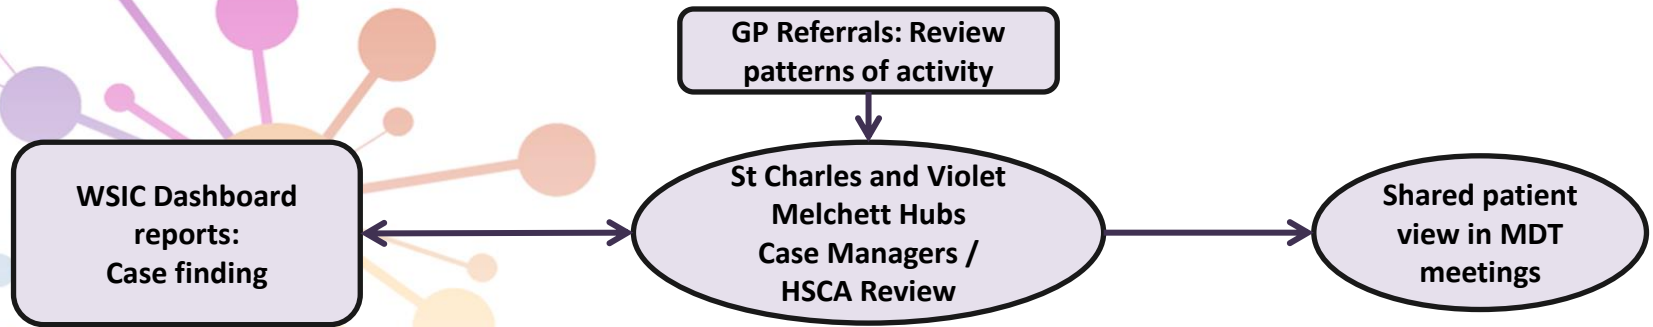 GP Referrals: Review
patterns of activity
WSIC Dashboard
reports:
Case finding
St Charles and Violet
Melchett Hubs
Case Managers /
HSCA Review
Shared patient
view in MDT
meetings